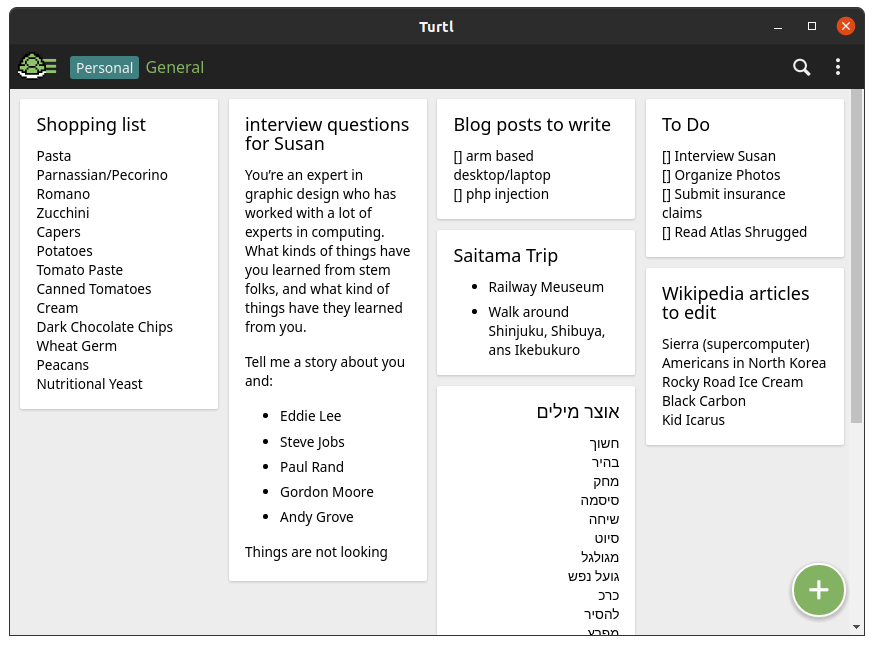 Turtl
Personal General
Shopping list
Pasta
Parnassian/Pecorino
Romano
Zucchini
Capers
Potatoes
Tomato Paste
Canned Tomatoes
Cream
Dark Chocolate Chips
Wheat Germ
Peacans
Nutritional Yeast
interview questions
for Susan
You’re an expert in
graphic design who has
worked with a lot of
experts in computing.
What kinds of things have
you learned from stem
folks, and what kind of
things have they learned
from you.
Tell me a story about you
and:
• Eddie Lee
• Steve Jobs
• Paul Rand
• Gordon Moore
• Andy Grove
Things are not looking
Blog posts to write
[] arm based
desktop/laptop
[] php injection
Saitama Trip
• Railway Meuseum
• Walk around
Shinjuku, Shibuya,
ans Ikebukuro
אוצר מילים
חשוך
בהיר
מחק
סיסמה
שיחה
סיוט
מגולגל
גועל נפש
כרכ
להסיר
מפרץ
To Do
[] Interview Susan
[] Organize Photos
[] Submit insurance
claims
[] Read Atlas Shrugged
Wikipedia articles
to edit
Sierra (supercomputer)
Americans in North Korea
Rocky Road Ice Cream
Black Carbon
Kid Icarus